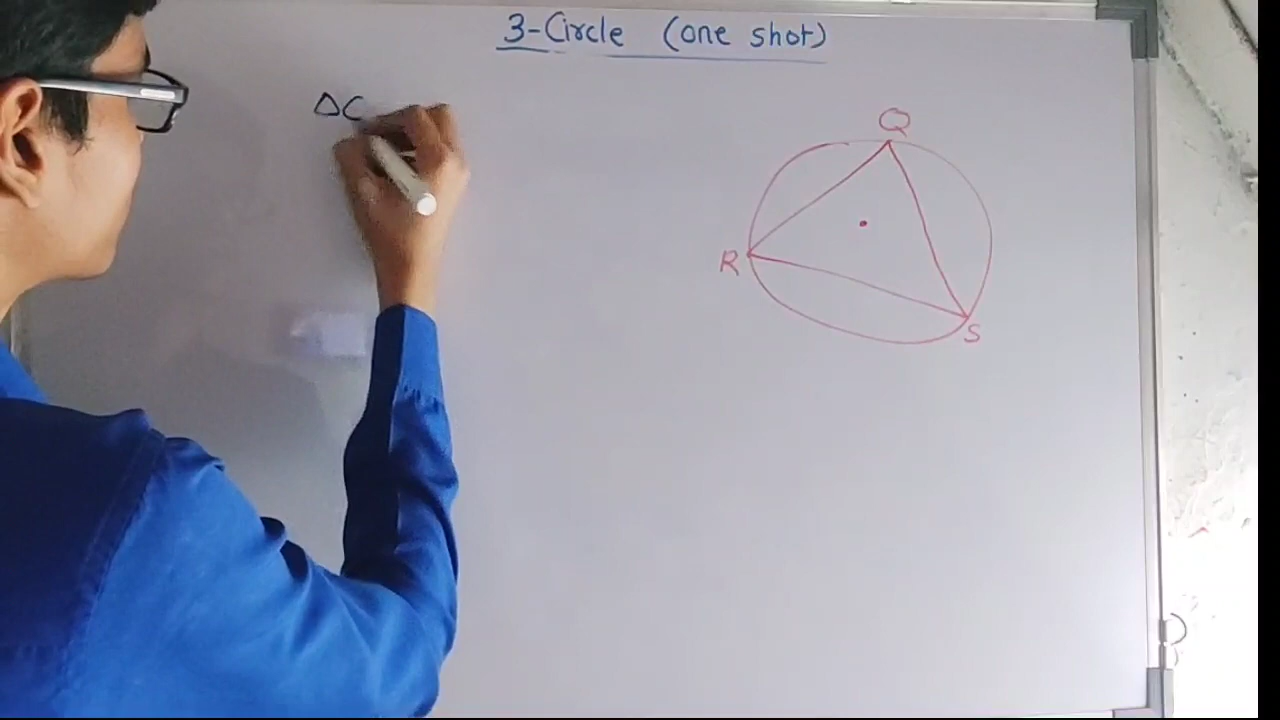 3-Circle (one shot)
△C
Q
R
S